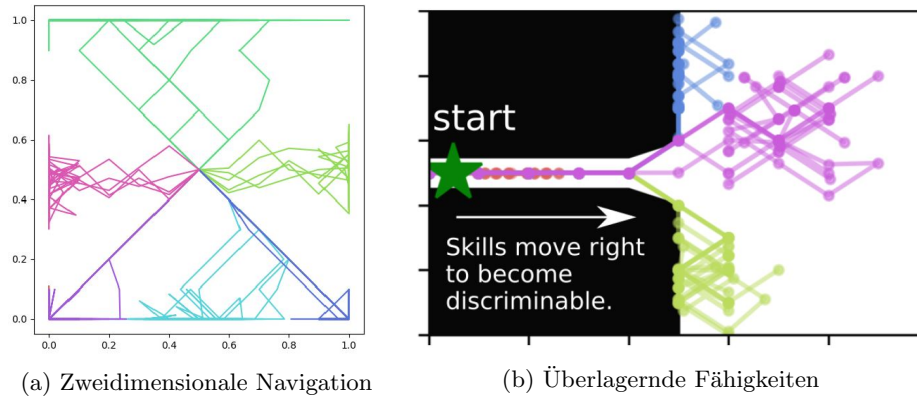 1.0
0.8
0.6
0.4
0.2
0.0
0.0 0.2 0.4 0.6 0.8 1.0
(a) Zweidimensionale Navigation
start
Skills move right
to become
discriminable.
(b) Überlagernde Fähigkeiten